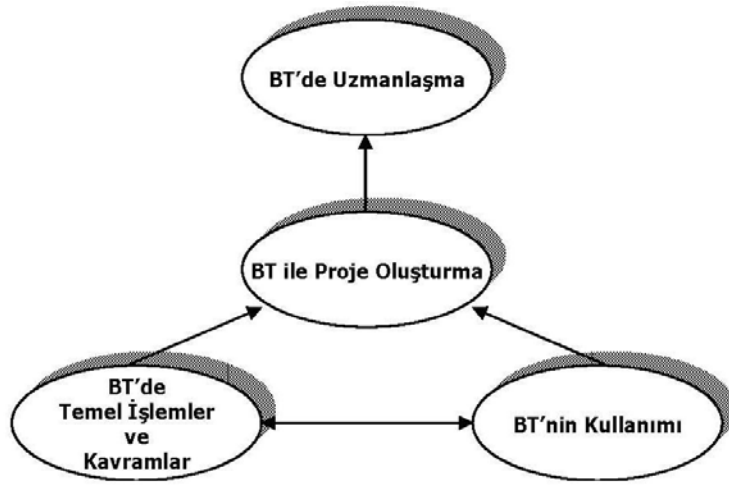 BT’de Uzmanlaşma
BT ile Proje Oluşturma
BT’de
Temel İşlemler
ve
Kavramlar
BT’nin Kullanımı